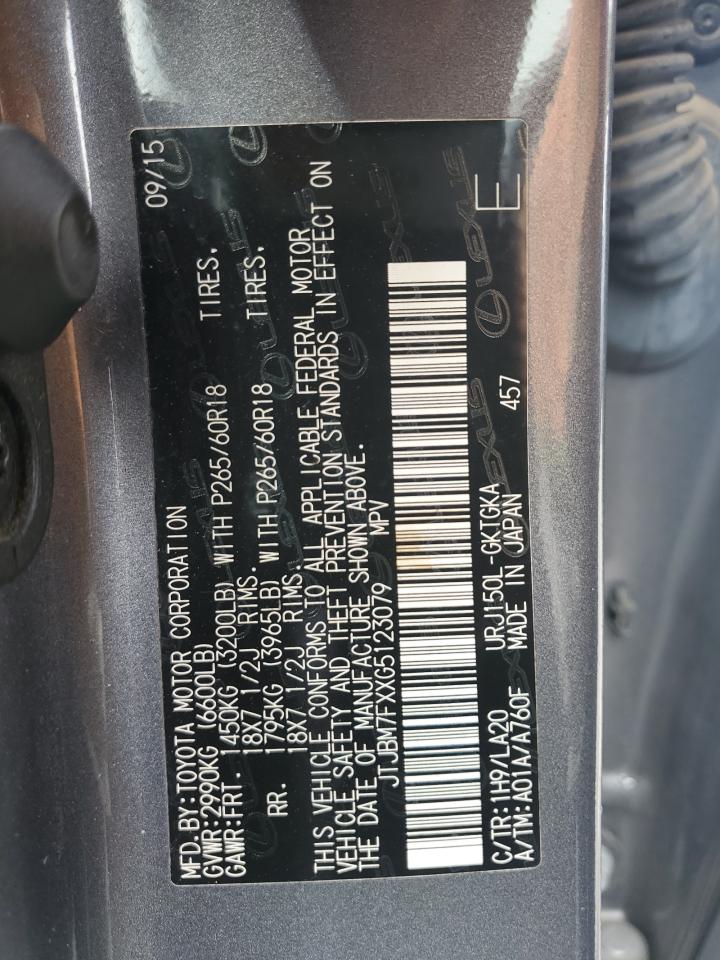 MFD.BY:TOYOTA MOTOR CORPORATION 09/15
GVWR:2990KG (6600LB)
GAWR:FRT. 1450KG (3200LB) WITH P265/60R18 TIRES.
18X7 1/2J RIMS.
RR. 1795KG (3965LB) WITH P265/60R18 TIRES.
18X7 1/2J RIMS.
THIS VEHICLE CONFORMS TO ALL APPLICABLE FEDERAL MOTOR
VEHICLE SAFETY AND THEFT PREVENTION STANDARDS IN EFFECT ON
THE DATE OF MANUFACTURE SHOWN ABOVE.
JTJBM7FXXG5123079 MPV
C/TR:1H9/LA20 URJ150L-GKTGKA 457 E
A/TM:A01A/A760F MADE IN JAPAN
LEXUS